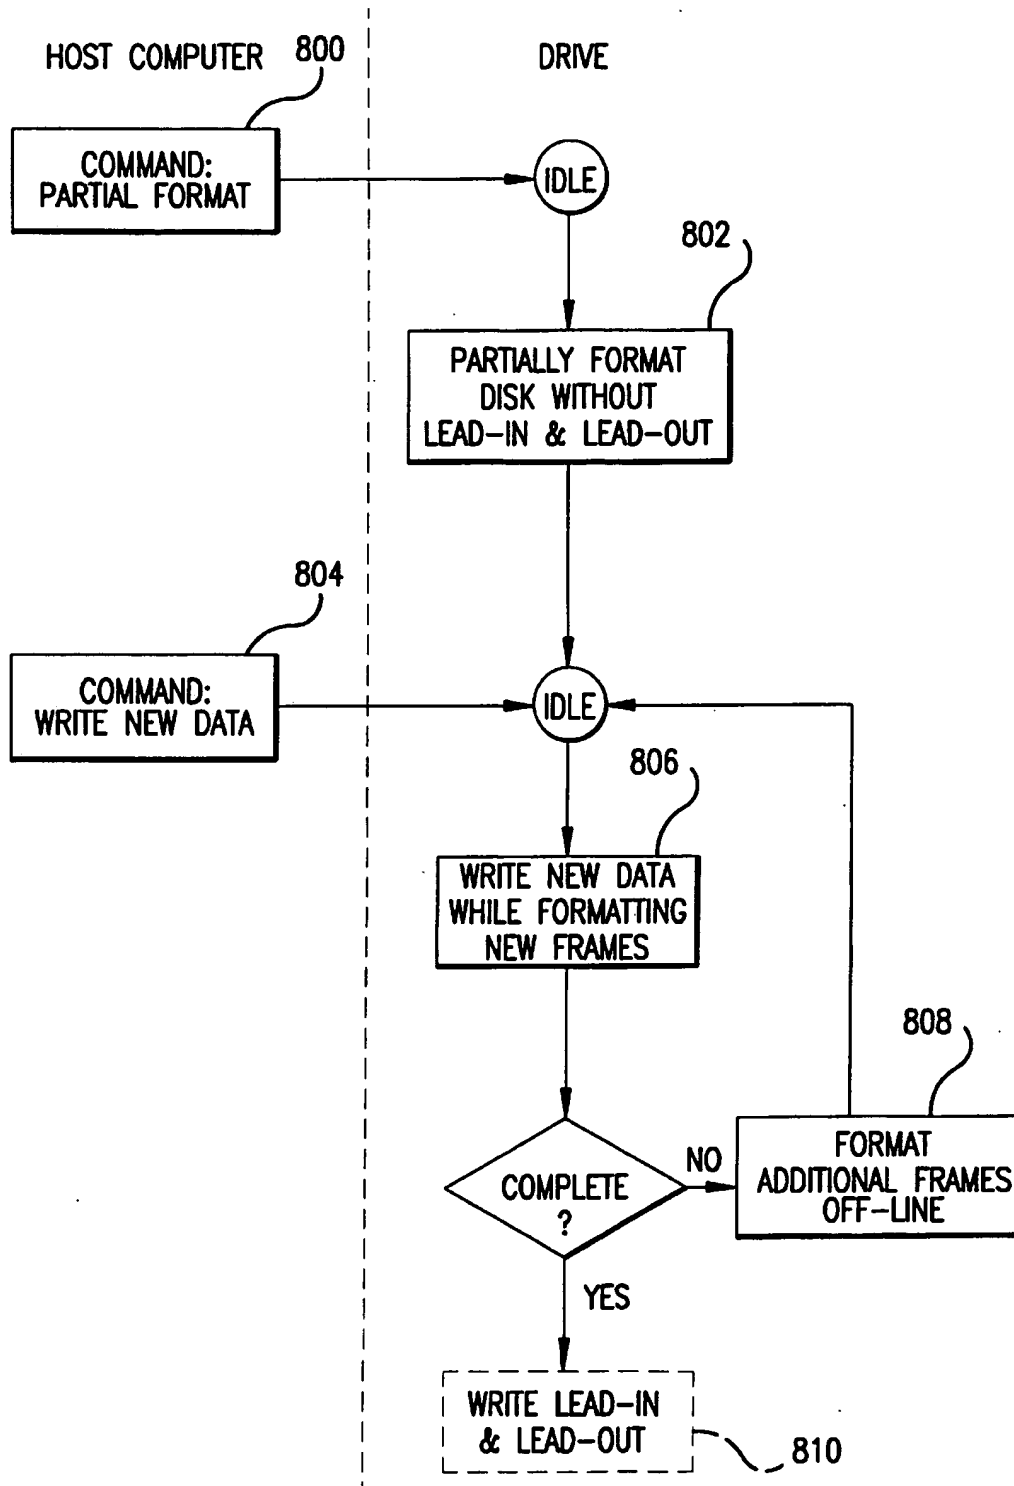 HOST COMPUTER
800
DRIVE
COMMAND:
PARTIAL FORMAT
IDLE
802
PARTIALLY FORMAT
DISK WITHOUT
LEAD-IN & LEAD-OUT
804
COMMAND:
WRITE NEW DATA
IDLE
806
WRITE NEW DATA
WHILE FORMATTING
NEW FRAMES
808
COMPLETE
?
NO
FORMAT
ADDITIONAL FRAMES
OFF-LINE
YES
WRITE LEAD-IN
& LEAD-OUT
810